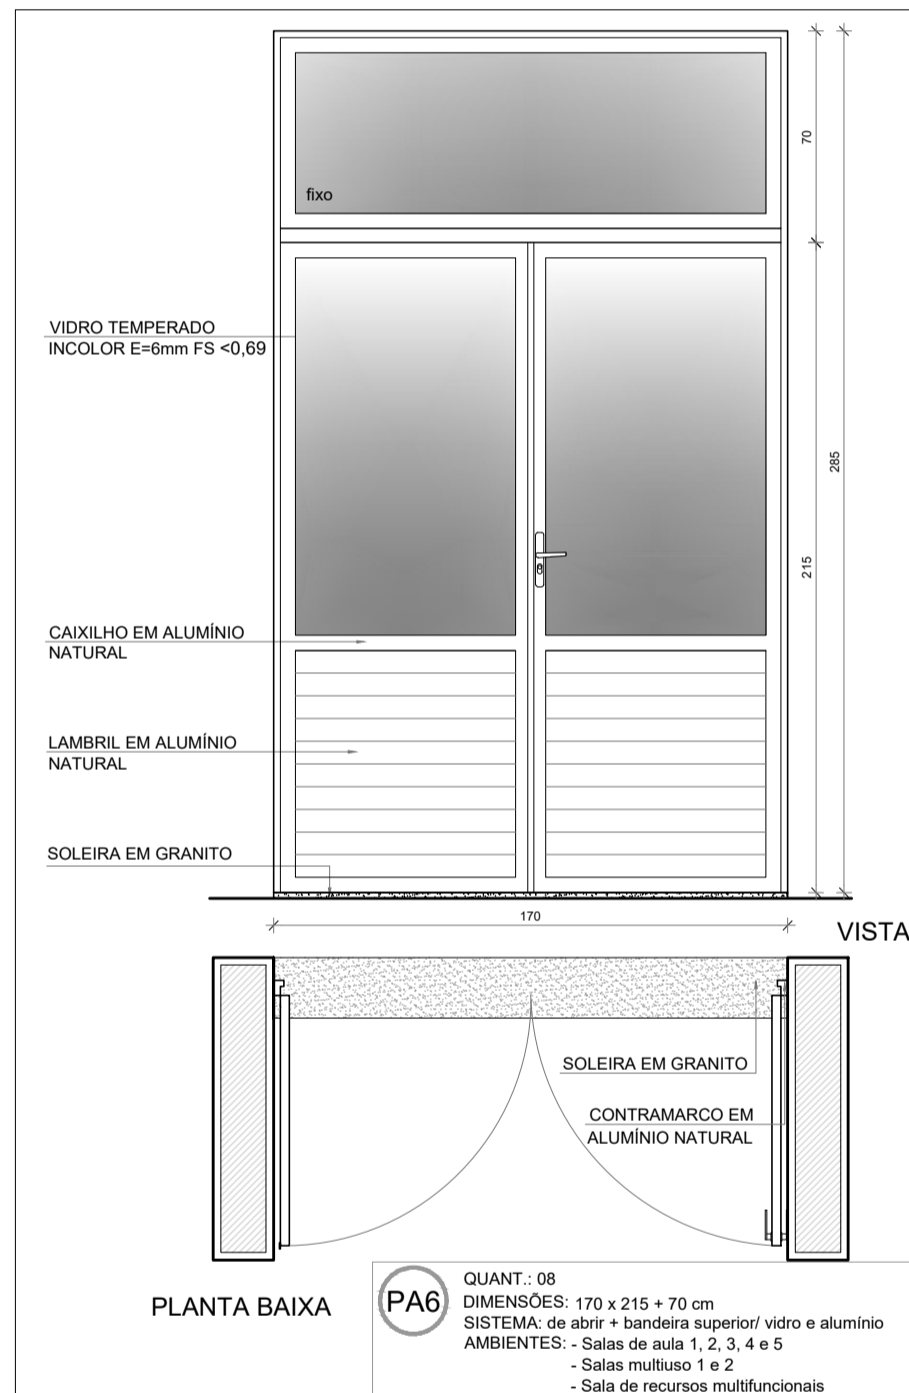 fixo
70
VIDRO TEMPERADO
INCOLOR E=6mm FS <0,69
285
215
CAIXILHO EM ALUMÍNIO
NATURAL
LAMBRIL EM ALUMÍNIO
NATURAL
SOLEIRA EM GRANITO
170
VISTA
SOLEIRA EM GRANITO
CONTRAMARCO EM
ALUMÍNIO NATURAL
PLANTA BAIXA
PA6
QUANT.: 08
DIMENSÕES: 170 x 215 + 70 cm
SISTEMA: de abrir + bandeira superior/ vidro e alumínio
AMBIENTES: - Salas de aula 1, 2, 3, 4 e 5
- Salas multiuso 1 e 2
- Sala de recursos multifuncionais